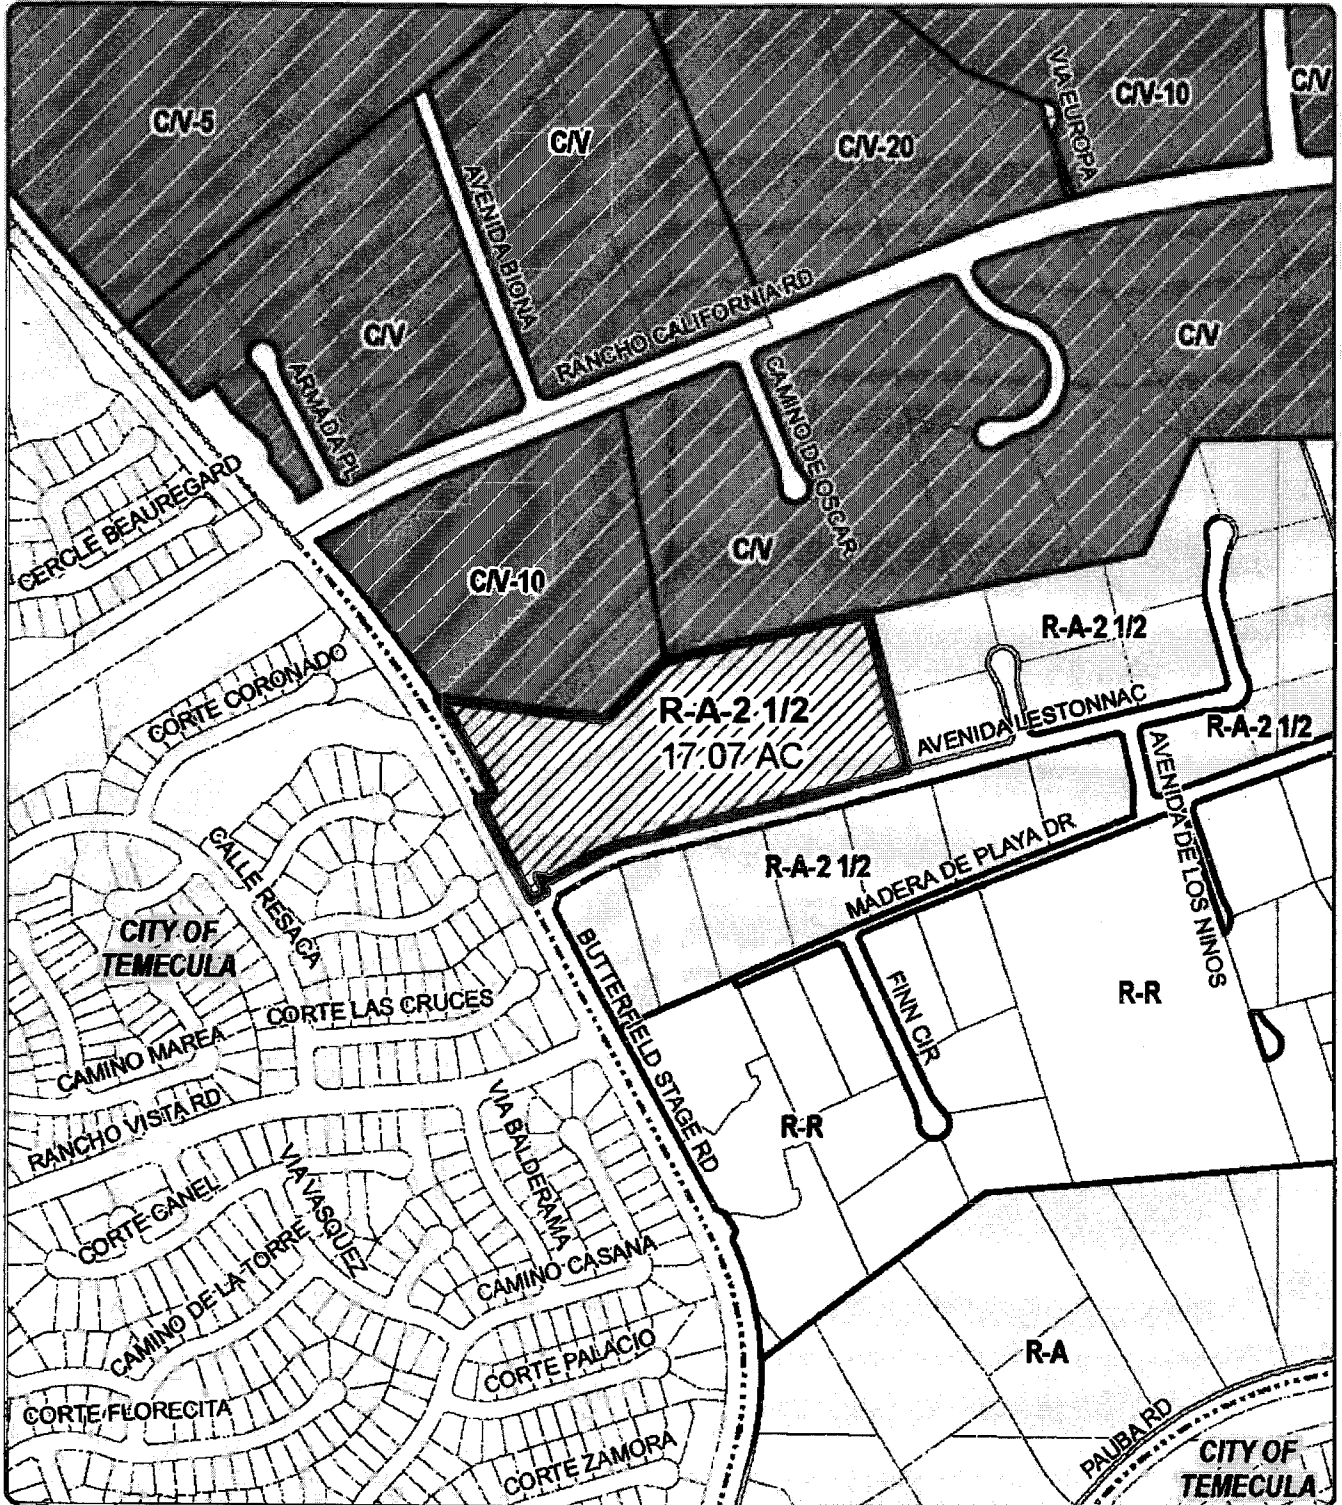 C/V-5
C/V
C/V-20
VIA EUROPA
C/V-10
C/V
AVENIDA BIONA
C/V
ARMADA PL
RANCHO CALIFORNIA RD
CAMINO DE OSCAR
C/V
CERCLE BEAUREGARD
C/V-10
C/V
R-A-2 1/2
CORTE CORONADO
R-A-2 1/2
17.07 AC
AVENIDA LESTONNAC
R-A-2 1/2
AVENIDA DE LOS NINOS
CALLE RESACA
R-A-2 1/2
MADERA DE PLAYA DR
CITY OF
TEMECULA
BUTTERFIELD STAGE RD
FINN CIR
R-R
CORTE LAS CRUCES
CAMINO MAREA
RANCHO VISTA RD
VIA BALDERAMA
R-R
VIA VASQUEZ
CORTE CANEL
CAMINO DE LA TORRE
CAMINO CASANA
R-A
CORTE PALACIO
CORTE FLORECITA
PAUBA RD
CORTE ZAMORA
CITY OF
TEMECULA